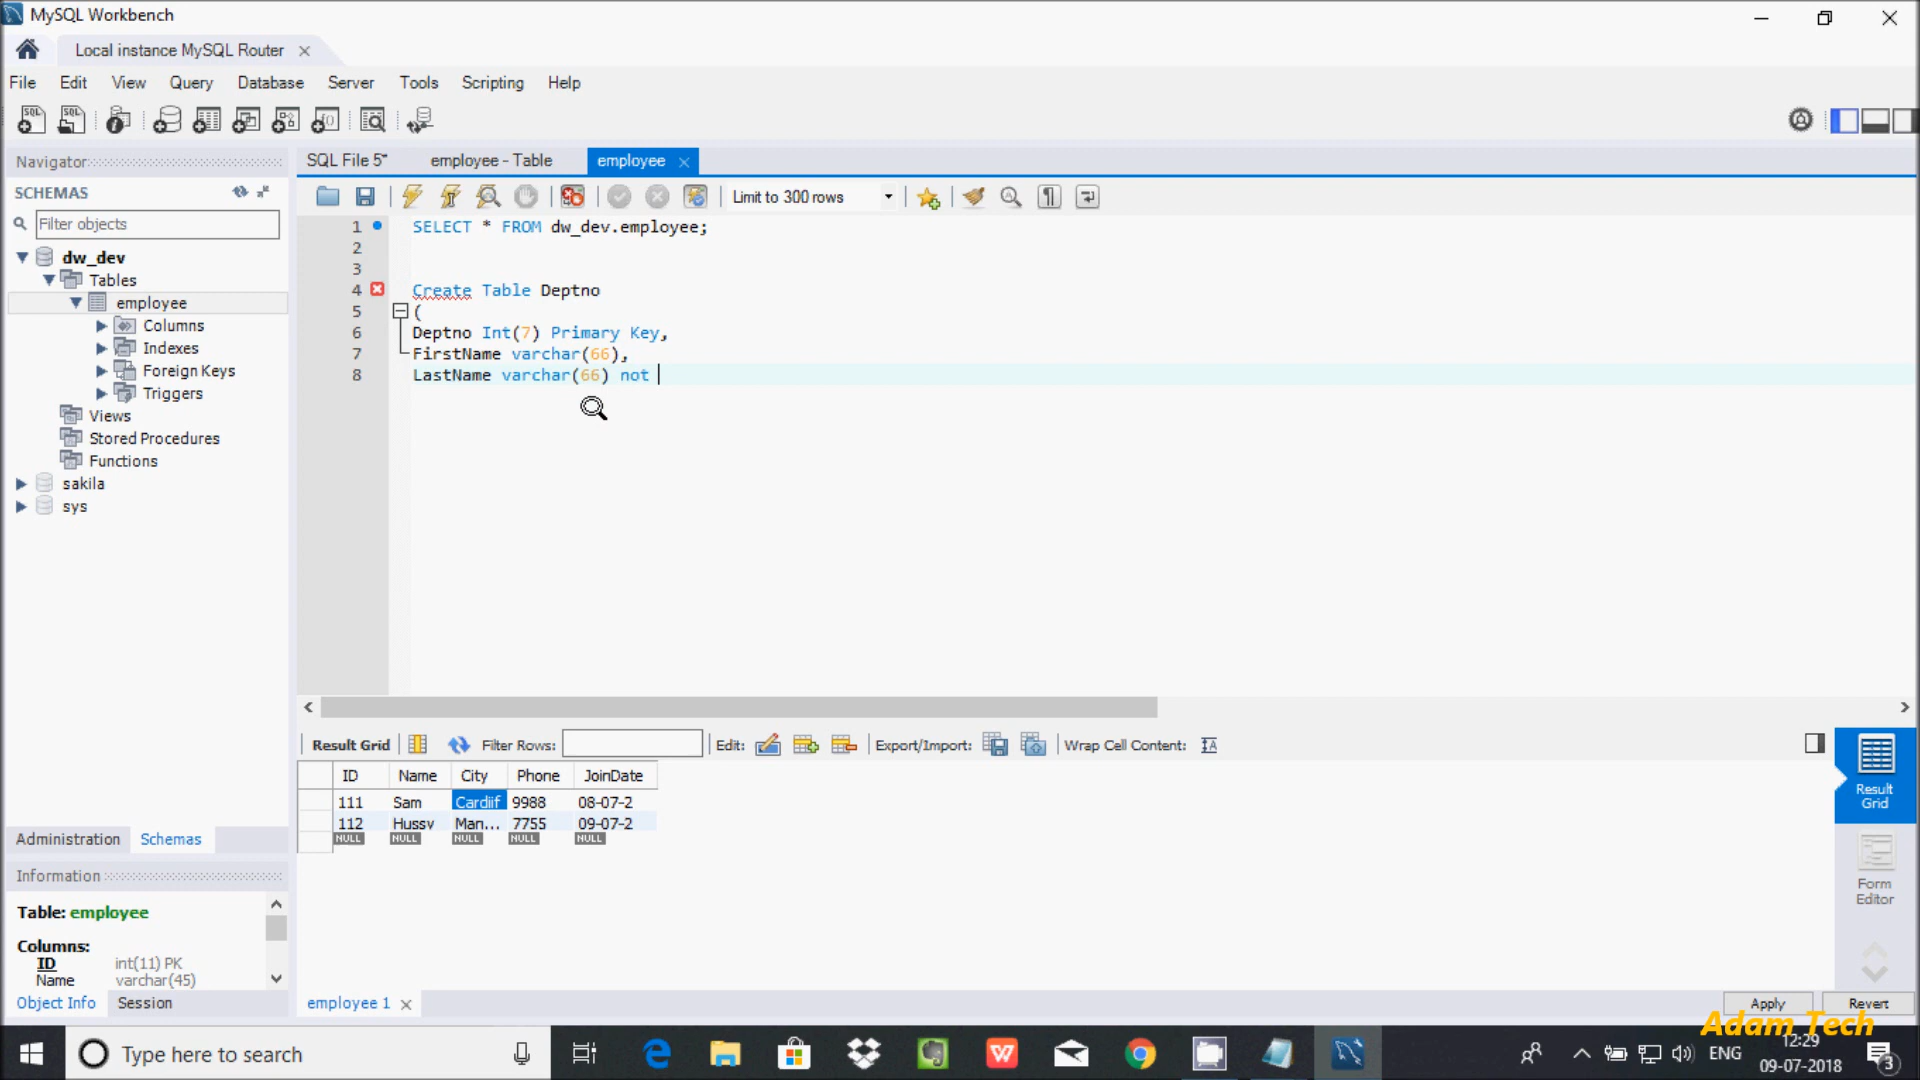 MySQL Workbench
Local instance MySQL Router
File Edit View Query Database Server Tools Scripting Help
Navigator
SCHEMAS
Filter objects
dw_dev
Tables
employee
Columns
Indexes
Foreign Keys
Triggers
Views
Stored Procedures
Functions
sakila
sys
Administration Schemas
Information
Table: employee
Columns:
ID int(11) PK
Name varchar(45)
Object Info Session
SQL File 5* employee - Table employee
Limit to 300 rows
1 SELECT * FROM dw_dev.employee;
2
3
4 Create Table Deptno
5 (
6 Deptno Int(7) Primary Key,
7 FirstName varchar(66),
8 LastName varchar(66) not
Result Grid Filter Rows: Edit: Export/Import: Wrap Cell Content:
ID Name City Phone JoinDate
111 Sam Cardiif 9988 08-07-2
112 Hussy Man... 7755 09-07-2
NULL NULL NULL NULL NULL
Result
Grid
Form
Editor
employee 1
Apply Revert
Adam Tech
Type here to search
ENG
12:29
09-07-2018
3